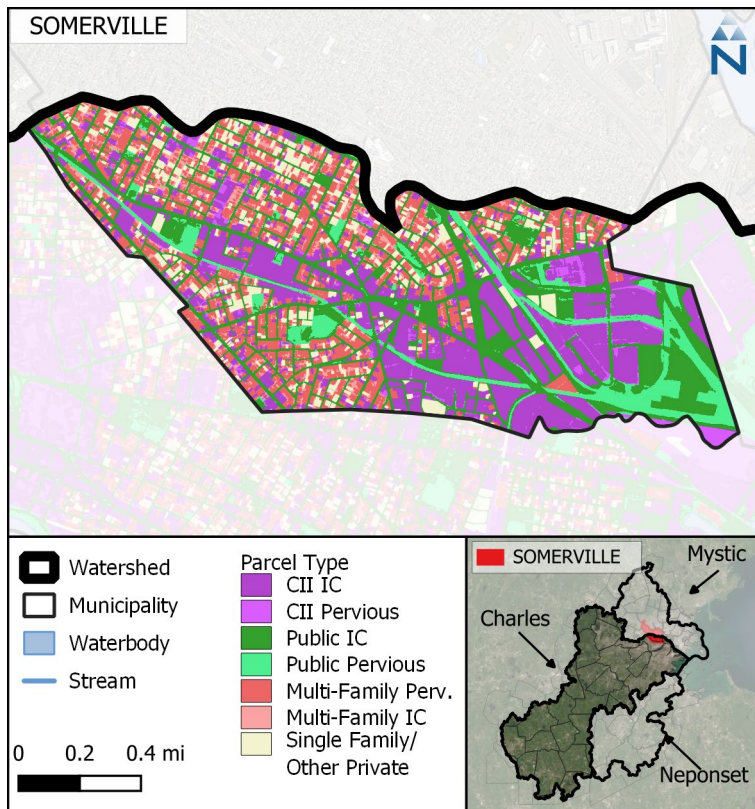 SOMERVILLE
N
Watershed
Municipality
Waterbody
Stream
0 0.2 0.4 mi
Parcel Type
CII IC
CII Pervious
Public IC
Public Pervious
Multi-Family Perv.
Multi-Family IC
Single Family/
Other Private
SOMERVILLE
Mystic
Charles
Neponset